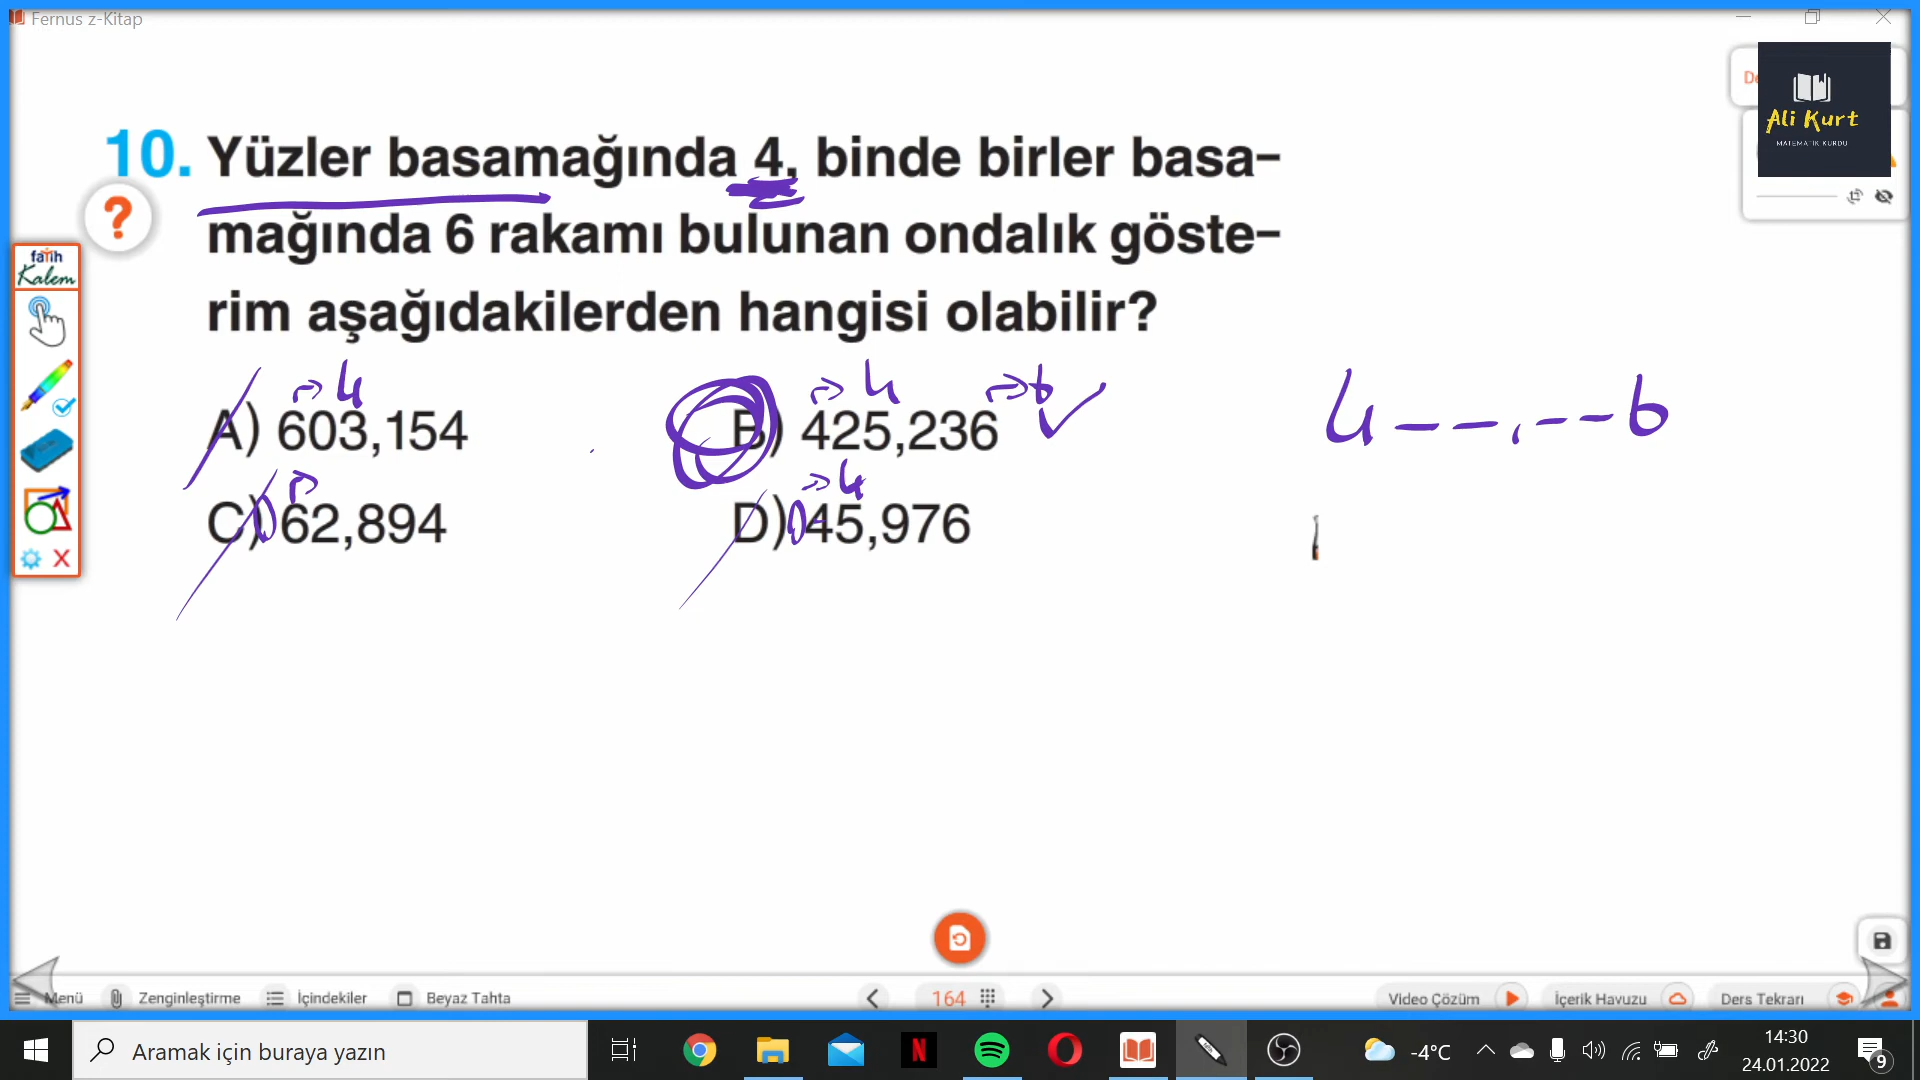 Fernus z-Kitap
Ali Kurt
MATEMATİK KURDU
10. Yüzler basamağında 4, binde birler basa-
mağında 6 rakamı bulunan ondalık göste-
rim aşağıdakilerden hangisi olabilir?
?
fatih
Kalem
4
4
6
A) 603,154
B) 425,236
4 _ _ , _ _ 6
4
C) 0 62,894
D) 0 45,976
Menü
Zenginleştirme
İçindekiler
Beyaz Tahta
164
Video Çözüm
İçerik Havuzu
Ders Tekrarı
Aramak için buraya yazın
N
-4°C
14:30
24.01.2022
9